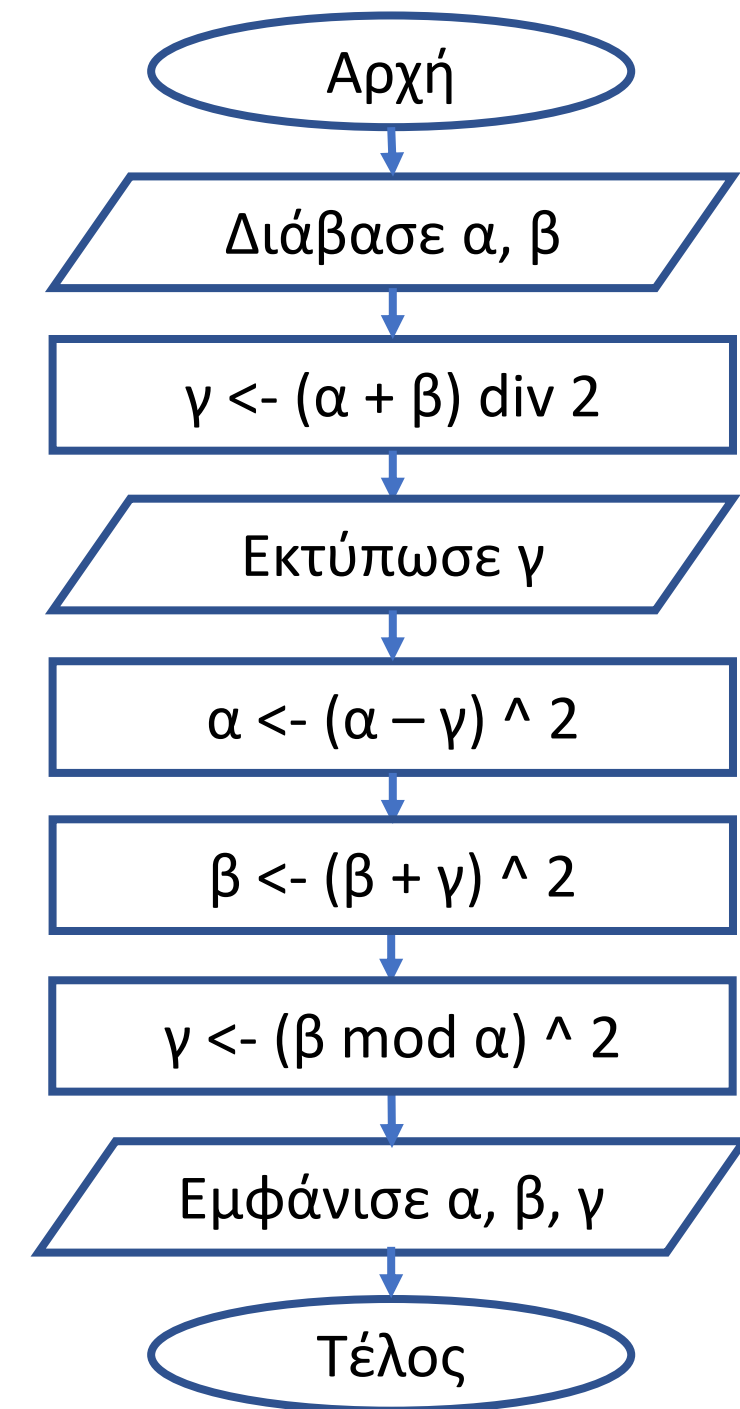 Αρχή
Διάβασε α, β
γ <- (α + β) div 2
Εκτύπωσε γ
α <- (α – γ) ^ 2
β <- (β + γ) ^ 2
γ <- (β mod α) ^ 2
Εμφάνισε α, β, γ
Τέλος